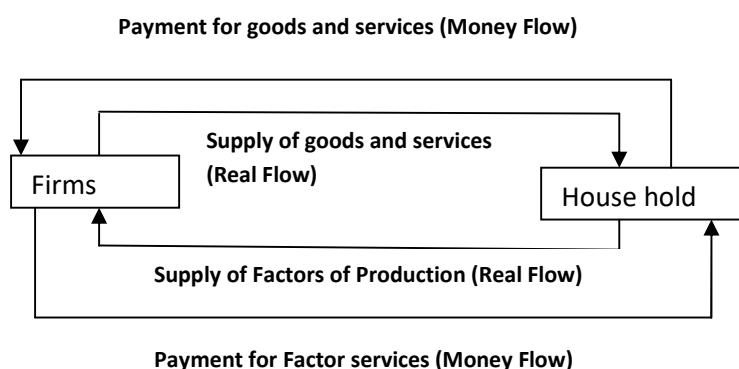 Payment for goods and services (Money Flow)
Supply of goods and services
(Real Flow)
Firms
House hold
Supply of Factors of Production (Real Flow)
Payment for Factor services (Money Flow)